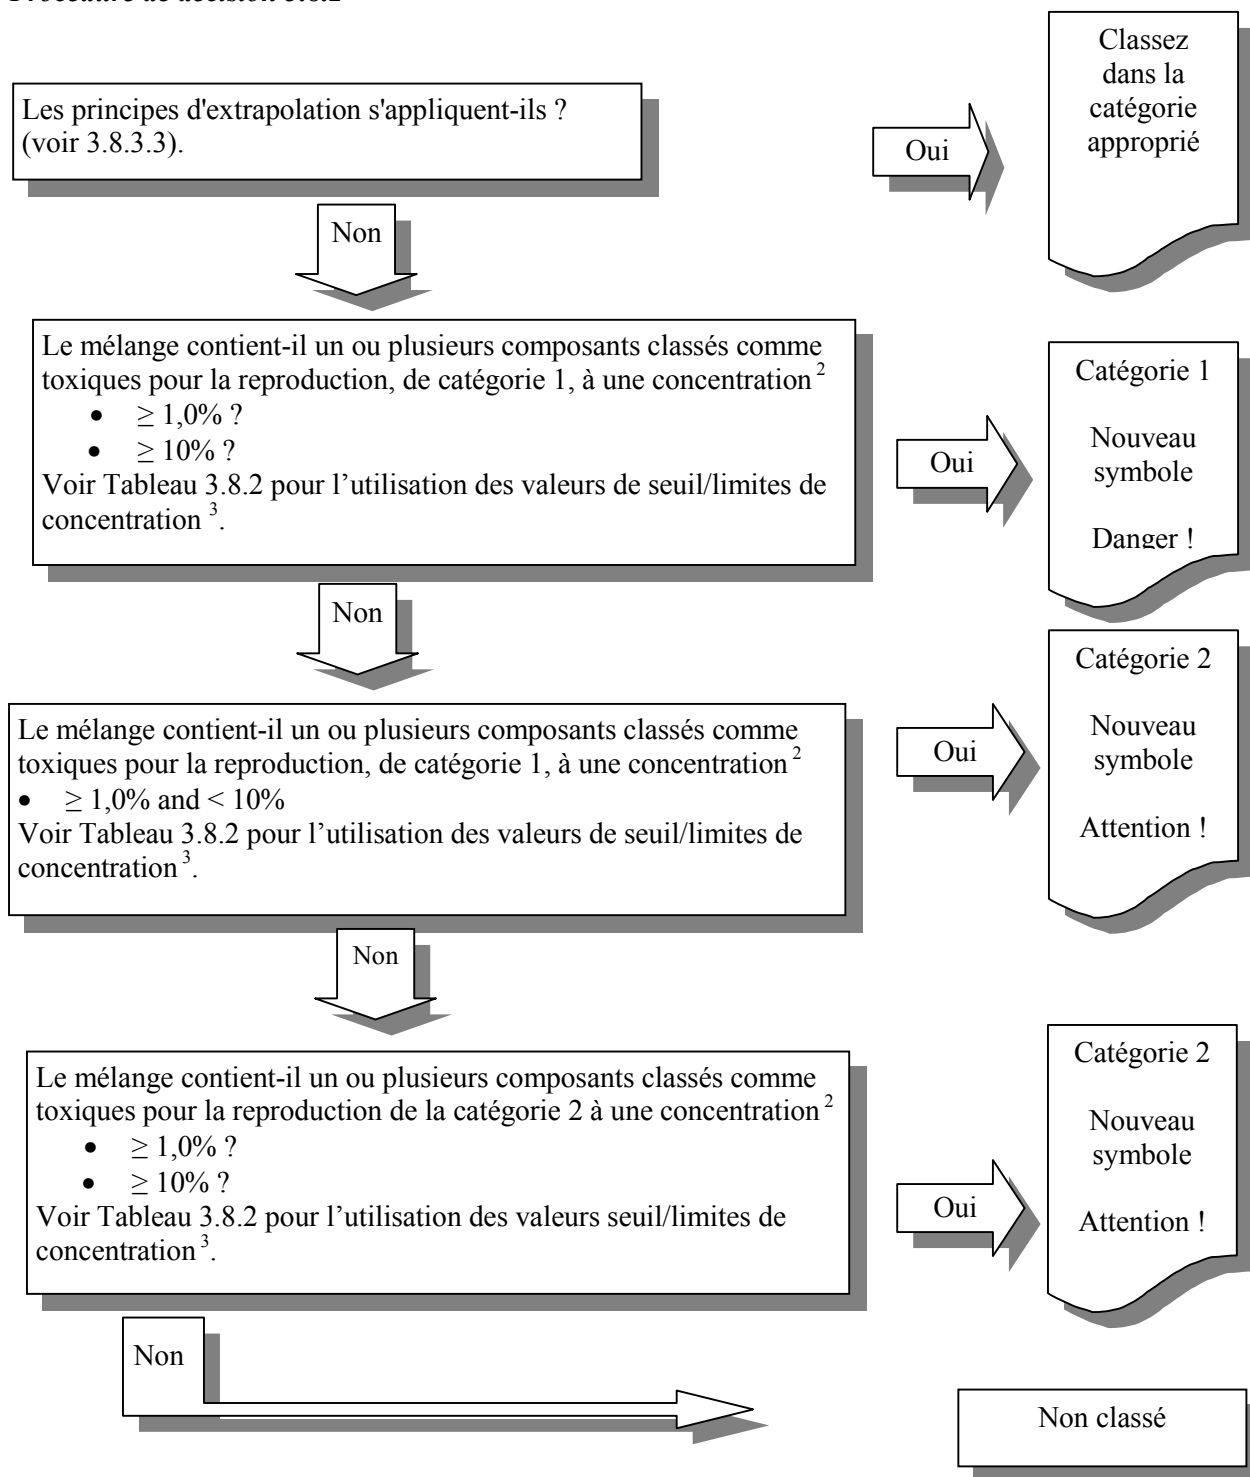 Procédure de décision 3.8.2
Les principes d'extrapolation s'appliquent-ils ?
(voir 3.8.3.3).
Oui
Classez
dans la
catégorie
approprié
Non
Le mélange contient-il un ou plusieurs composants classés comme
toxiques pour la reproduction, de catégorie 1, à une concentration 2
• ≥ 1,0% ?
• ≥ 10% ?
Voir Tableau 3.8.2 pour l’utilisation des valeurs de seuil/limites de
concentration 3.
Oui
Catégorie 1
Nouveau
symbole
Danger !
Non
Le mélange contient-il un ou plusieurs composants classés comme
toxiques pour la reproduction, de catégorie 1, à une concentration 2
• ≥ 1,0% and < 10%
Voir Tableau 3.8.2 pour l’utilisation des valeurs de seuil/limites de
concentration 3.
Oui
Catégorie 2
Nouveau
symbole
Attention !
Non
Le mélange contient-il un ou plusieurs composants classés comme
toxiques pour la reproduction de la catégorie 2 à une concentration 2
• ≥ 1,0% ?
• ≥ 10% ?
Voir Tableau 3.8.2 pour l’utilisation des valeurs seuil/limites de
concentration 3.
Oui
Catégorie 2
Nouveau
symbole
Attention !
Non
Non classé